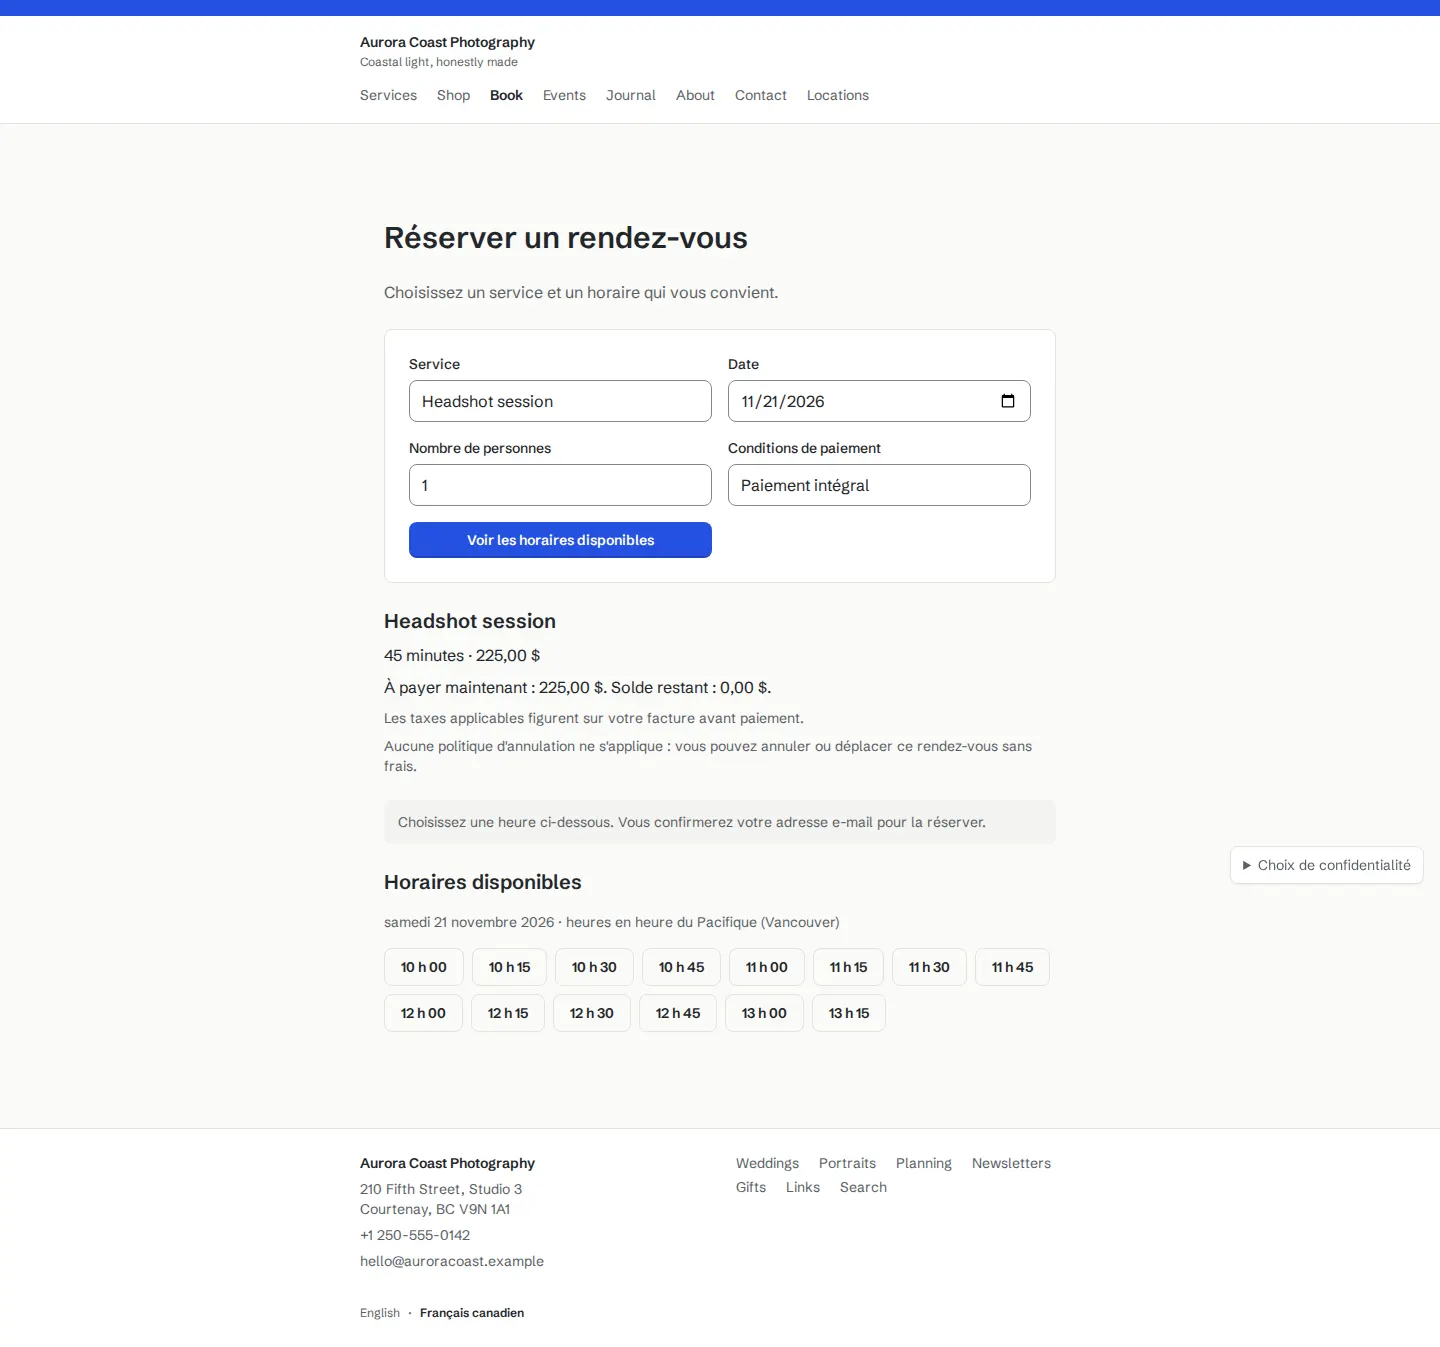 Aurora Coast Photography
Coastal light, honestly made
Services Shop Book Events Journal About Contact Locations
Réserver un rendez-vous
Choisissez un service et un horaire qui vous convient.
Service
Headshot session
Date
11/21/2026
Nombre de personnes
1
Conditions de paiement
Paiement intégral
Voir les horaires disponibles
Headshot session
45 minutes · 225,00 $
À payer maintenant : 225,00 $. Solde restant : 0,00 $.
Les taxes applicables figurent sur votre facture avant paiement.
Aucune politique d'annulation ne s'applique : vous pouvez annuler ou déplacer ce rendez-vous sans
frais.
Choisissez une heure ci-dessous. Vous confirmerez votre adresse e-mail pour la réserver.
Choix de confidentialité
Horaires disponibles
samedi 21 novembre 2026 · heures en heure du Pacifique (Vancouver)
10 h 00 10 h 15 10 h 30 10 h 45 11 h 00 11 h 15 11 h 30 11 h 45
12 h 00 12 h 15 12 h 30 12 h 45 13 h 00 13 h 15
Aurora Coast Photography
210 Fifth Street, Studio 3
Courtenay, BC V9N 1A1
+1 250-555-0142
hello@auroracoast.example
Weddings Portraits Planning Newsletters
Gifts Links Search
English · Français canadien